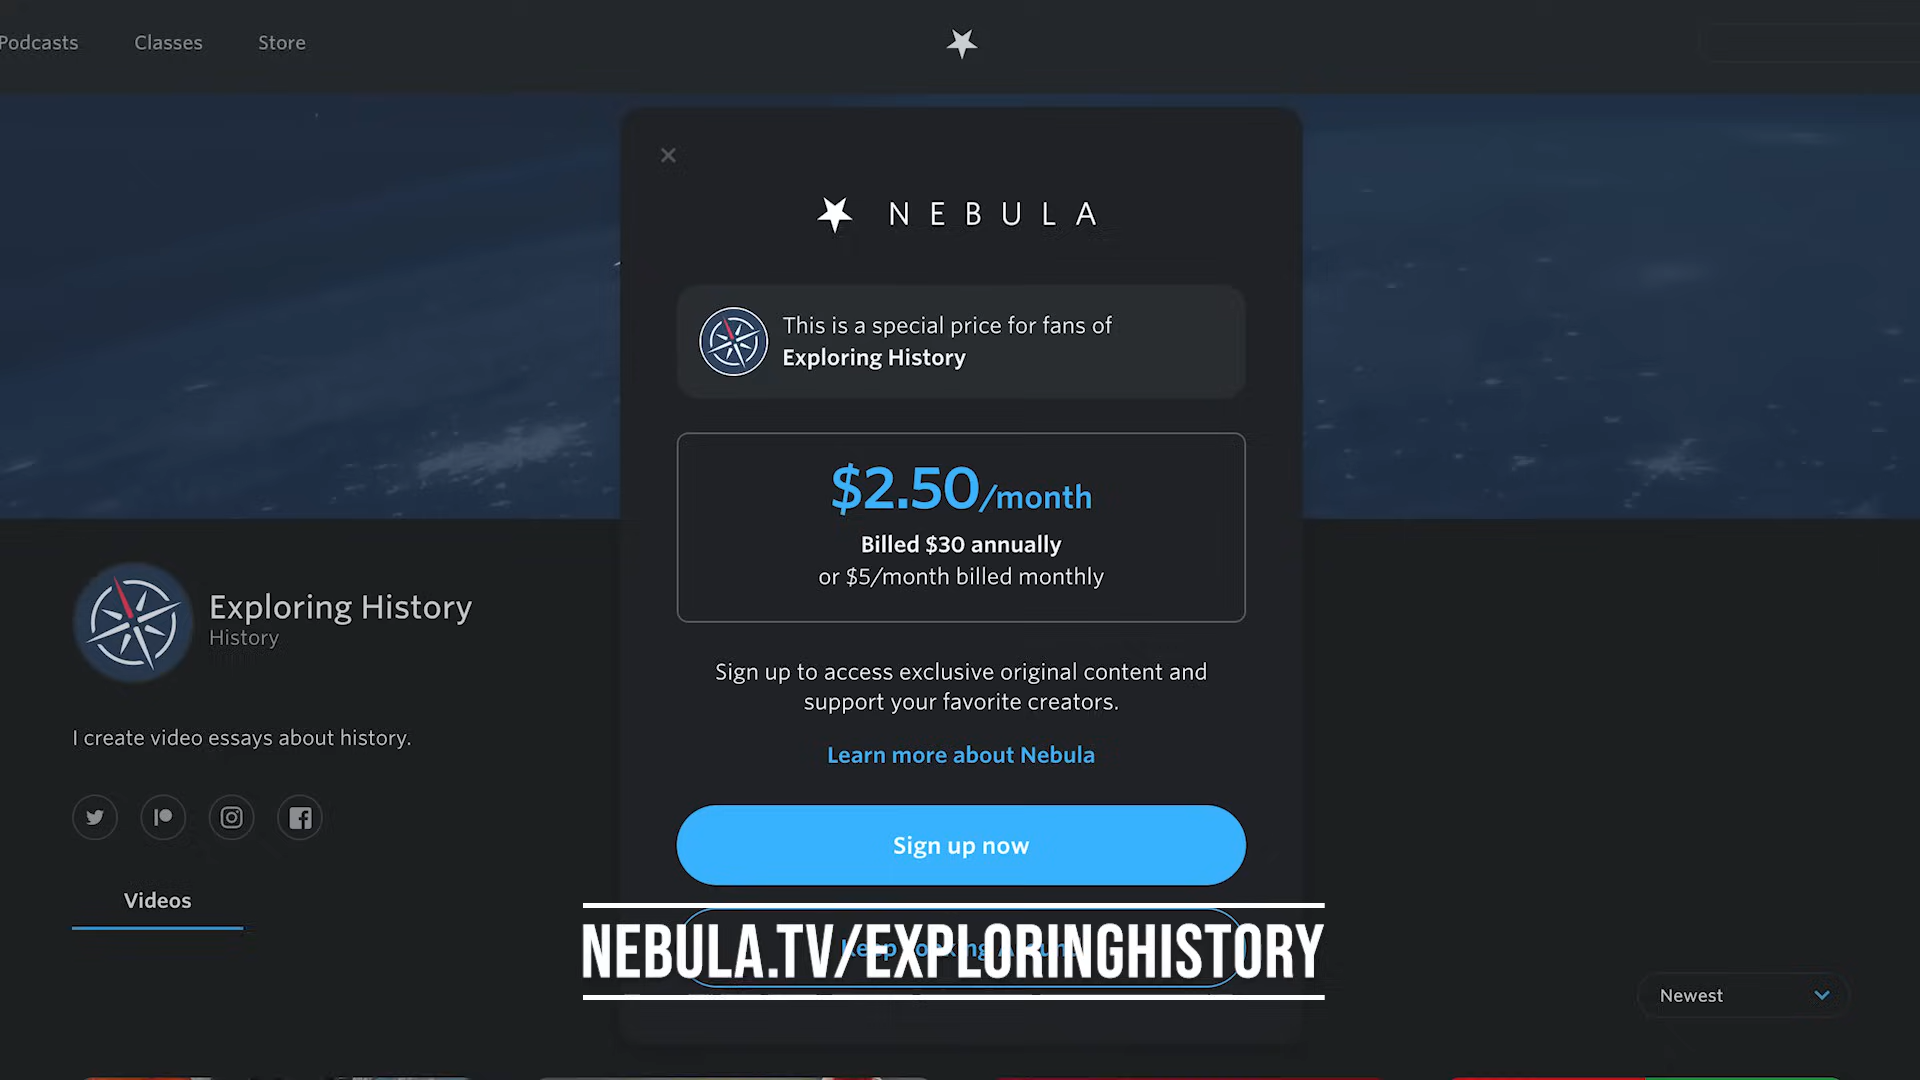 Podcasts
Classes
Store
NEBULA
This is a special price for fans of
Exploring History
$2.50/month
Billed $30 annually
or $5/month billed monthly
Sign up to access exclusive original content and
support your favorite creators.
Learn more about Nebula
Sign up now
NEBULA.TV/EXPLORINGHISTORY
Exploring History
History
I create video essays about history.
Videos
Newest